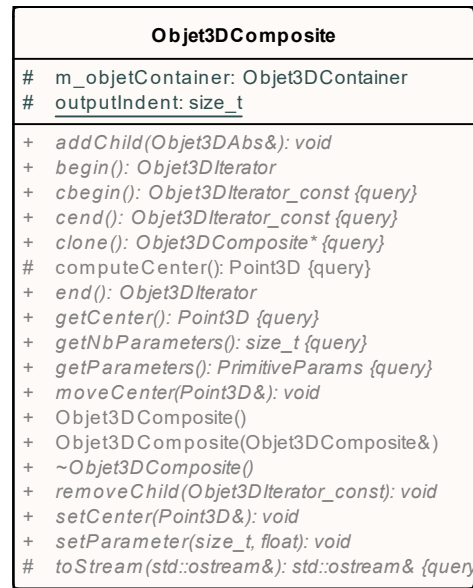 Objet3DComposite
# m_objetContainer: Objet3DContainer
# outputIndent: size_t
+ addChild(Objet3DAbs&): void
+ begin(): Objet3DIterator
+ cbegin(): Objet3DIterator_const {query}
+ cend(): Objet3DIterator_const {query}
+ clone(): Objet3DComposite* {query}
# computeCenter(): Point3D {query}
+ end(): Objet3DIterator
+ getCenter(): Point3D {query}
+ getNbParameters(): size_t {query}
+ getParameters(): PrimitiveParams {query}
+ moveCenter(Point3D&): void
+ Objet3DComposite()
+ Objet3DComposite(Objet3DComposite&)
+ ~Objet3DComposite()
+ removeChild(Objet3DIterator_const): void
+ setCenter(Point3D&): void
+ setParameter(size_t, float): void
# toStream(std::ostream&): std::ostream& {query